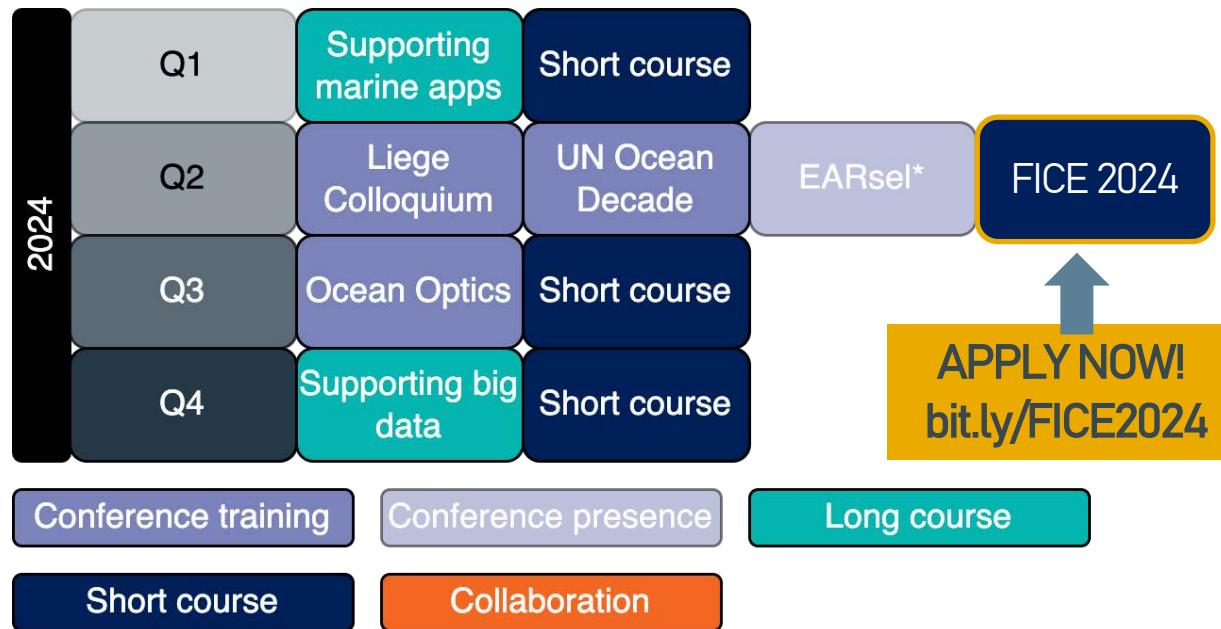 2024
Q1
Supporting
marine apps
Short course
Q2
Liege
Colloquium
UN Ocean
Decade
EARsel*
FICE 2024
Q3
Ocean Optics
Short course
APPLY NOW!
bit.ly/FICE2024
Q4
Supporting big
data
Short course
Conference training
Conference presence
Long course
Short course
Collaboration